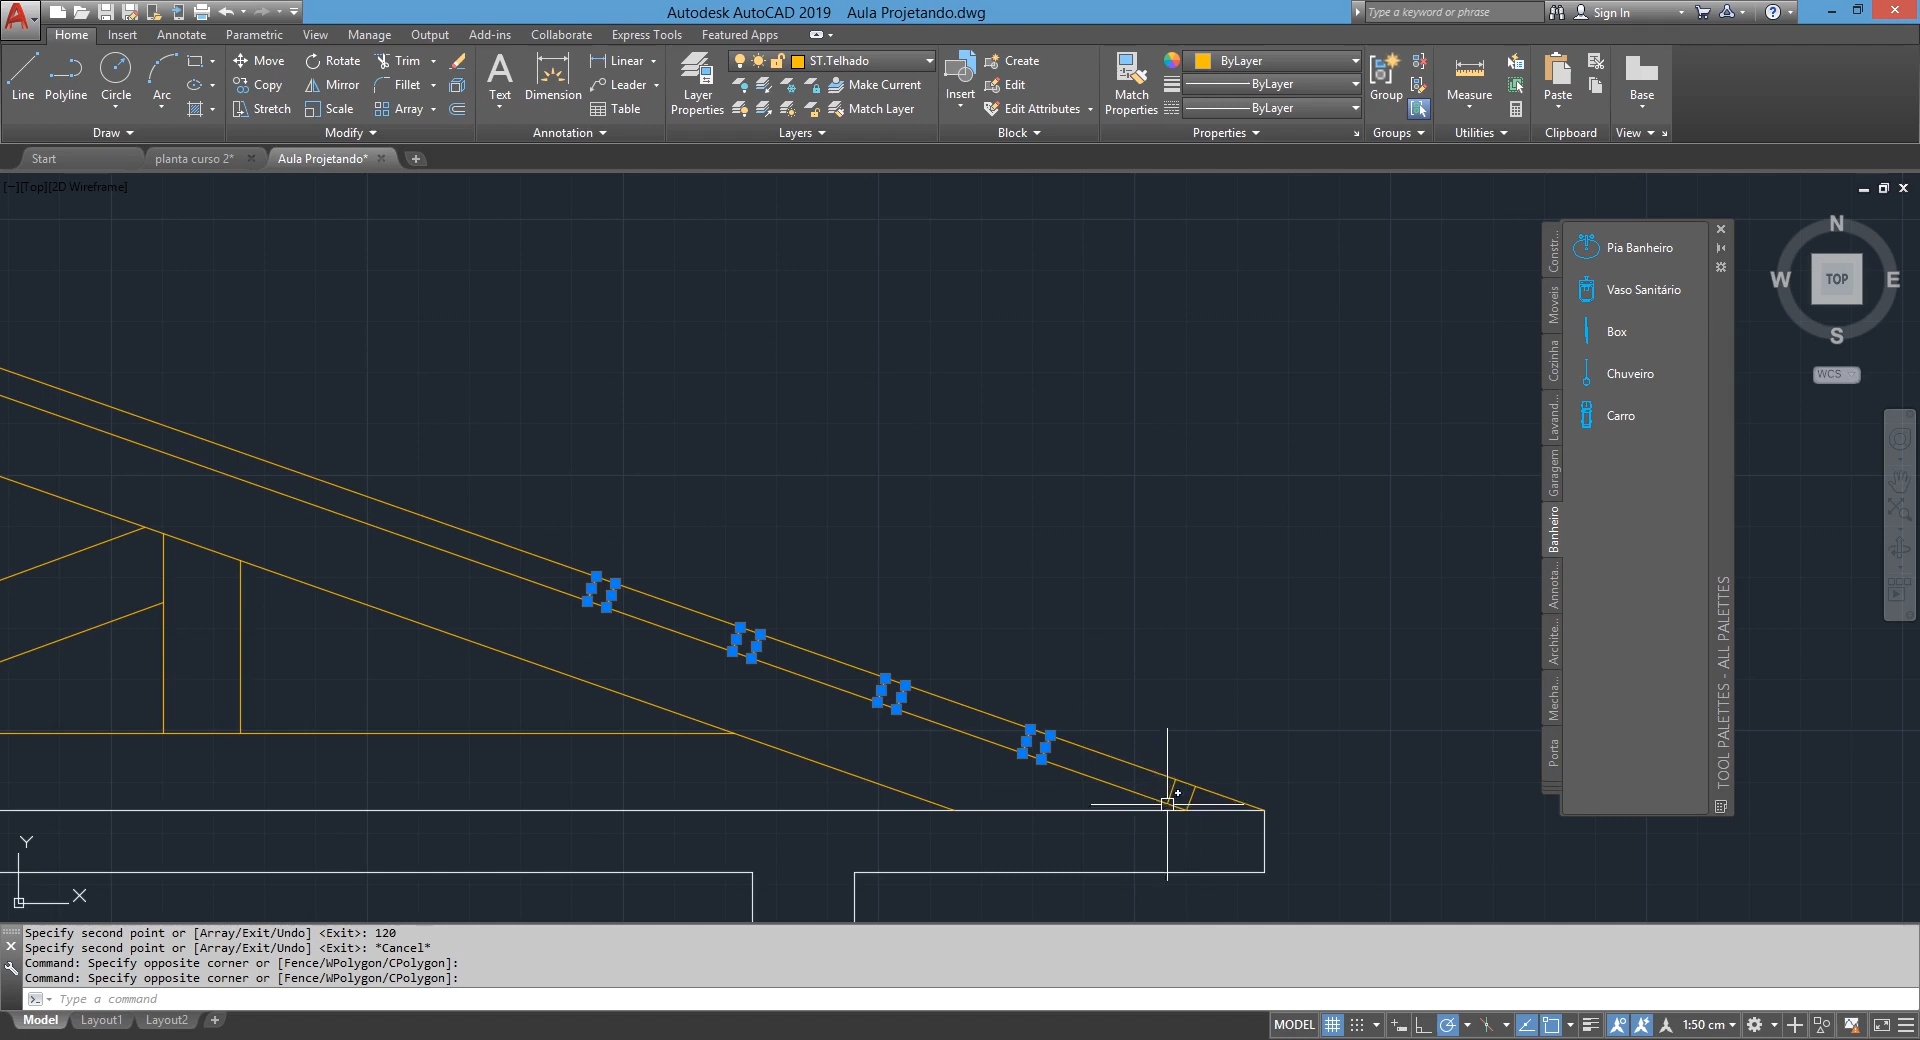 Autodesk AutoCAD 2019 Aula Projetando.dwg
Type a keyword or phrase
Sign In
Home Insert Annotate Parametric View Manage Output Add-ins Collaborate Express Tools Featured Apps
Line
Polyline
Circle
Arc
Draw
Move
Copy
Stretch
Rotate
Mirror
Scale
Trim
Fillet
Array
Modify
Text
Dimension
Linear
Leader
Table
Annotation
Layer
Properties
ST.Telhado
Make Current
Match Layer
Layers
Insert
Create
Edit
Edit Attributes
Block
Match
Properties
ByLayer
ByLayer
ByLayer
Properties
Group
Groups
Measure
Utilities
Paste
Clipboard
Base
View
Start
planta curso 2*
Aula Projetando*
[−][Top][2D Wireframe]
N
W
TOP
E
S
WCS
Constr...
Moveis
Cozinha
Lavand...
Garagem
Banheiro
Annota...
Archite...
Mecha...
Porta
Pia Banheiro
Vaso Sanitário
Box
Chuveiro
Carro
TOOL PALETTES - ALL PALETTES
Y
X
Specify second point or [Array/Exit/Undo] <Exit>: 120
Specify second point or [Array/Exit/Undo] <Exit>: *Cancel*
Command: Specify opposite corner or [Fence/WPolygon/CPolygon]:
Command: Specify opposite corner or [Fence/WPolygon/CPolygon]:
Type a command
Model Layout1 Layout2
MODEL
1:50 cm